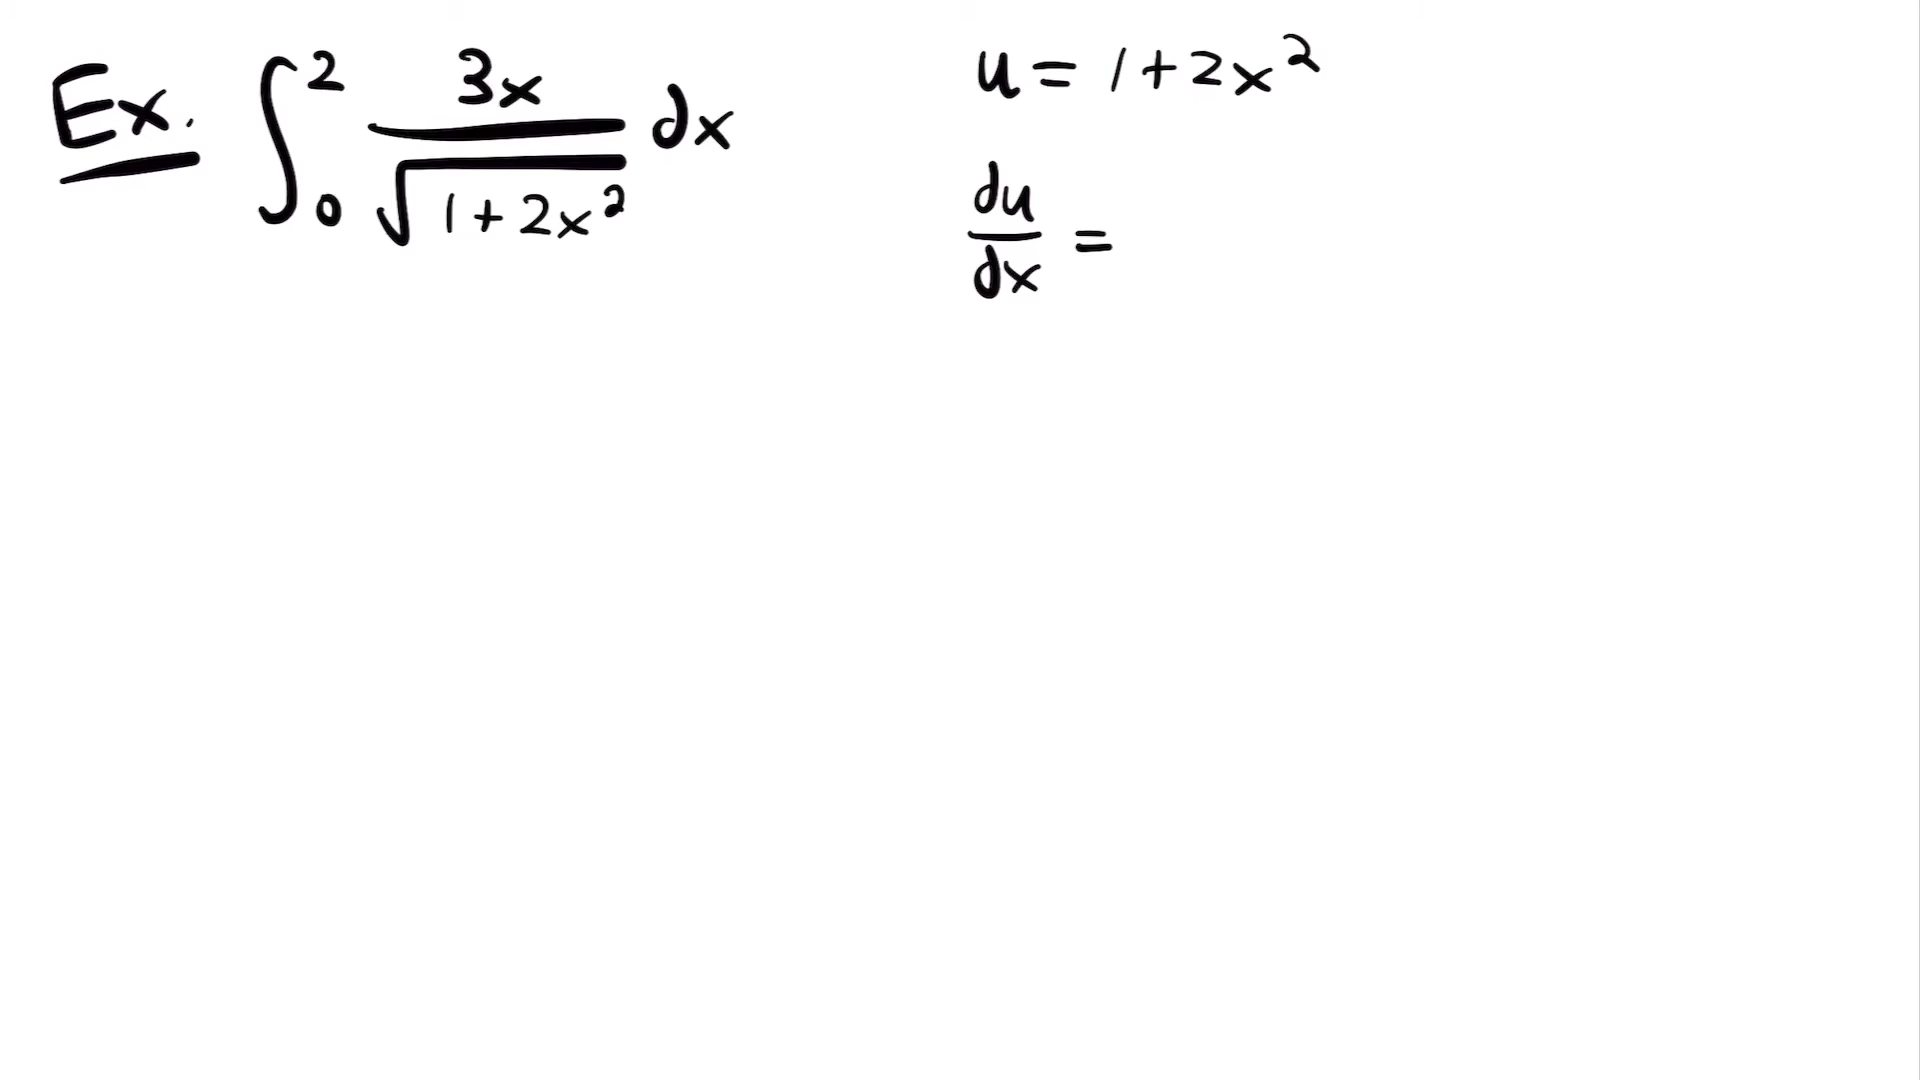 Ex. ∫₀² 3x/√(1+2x²) dx
u = 1+2x²
du/dx =